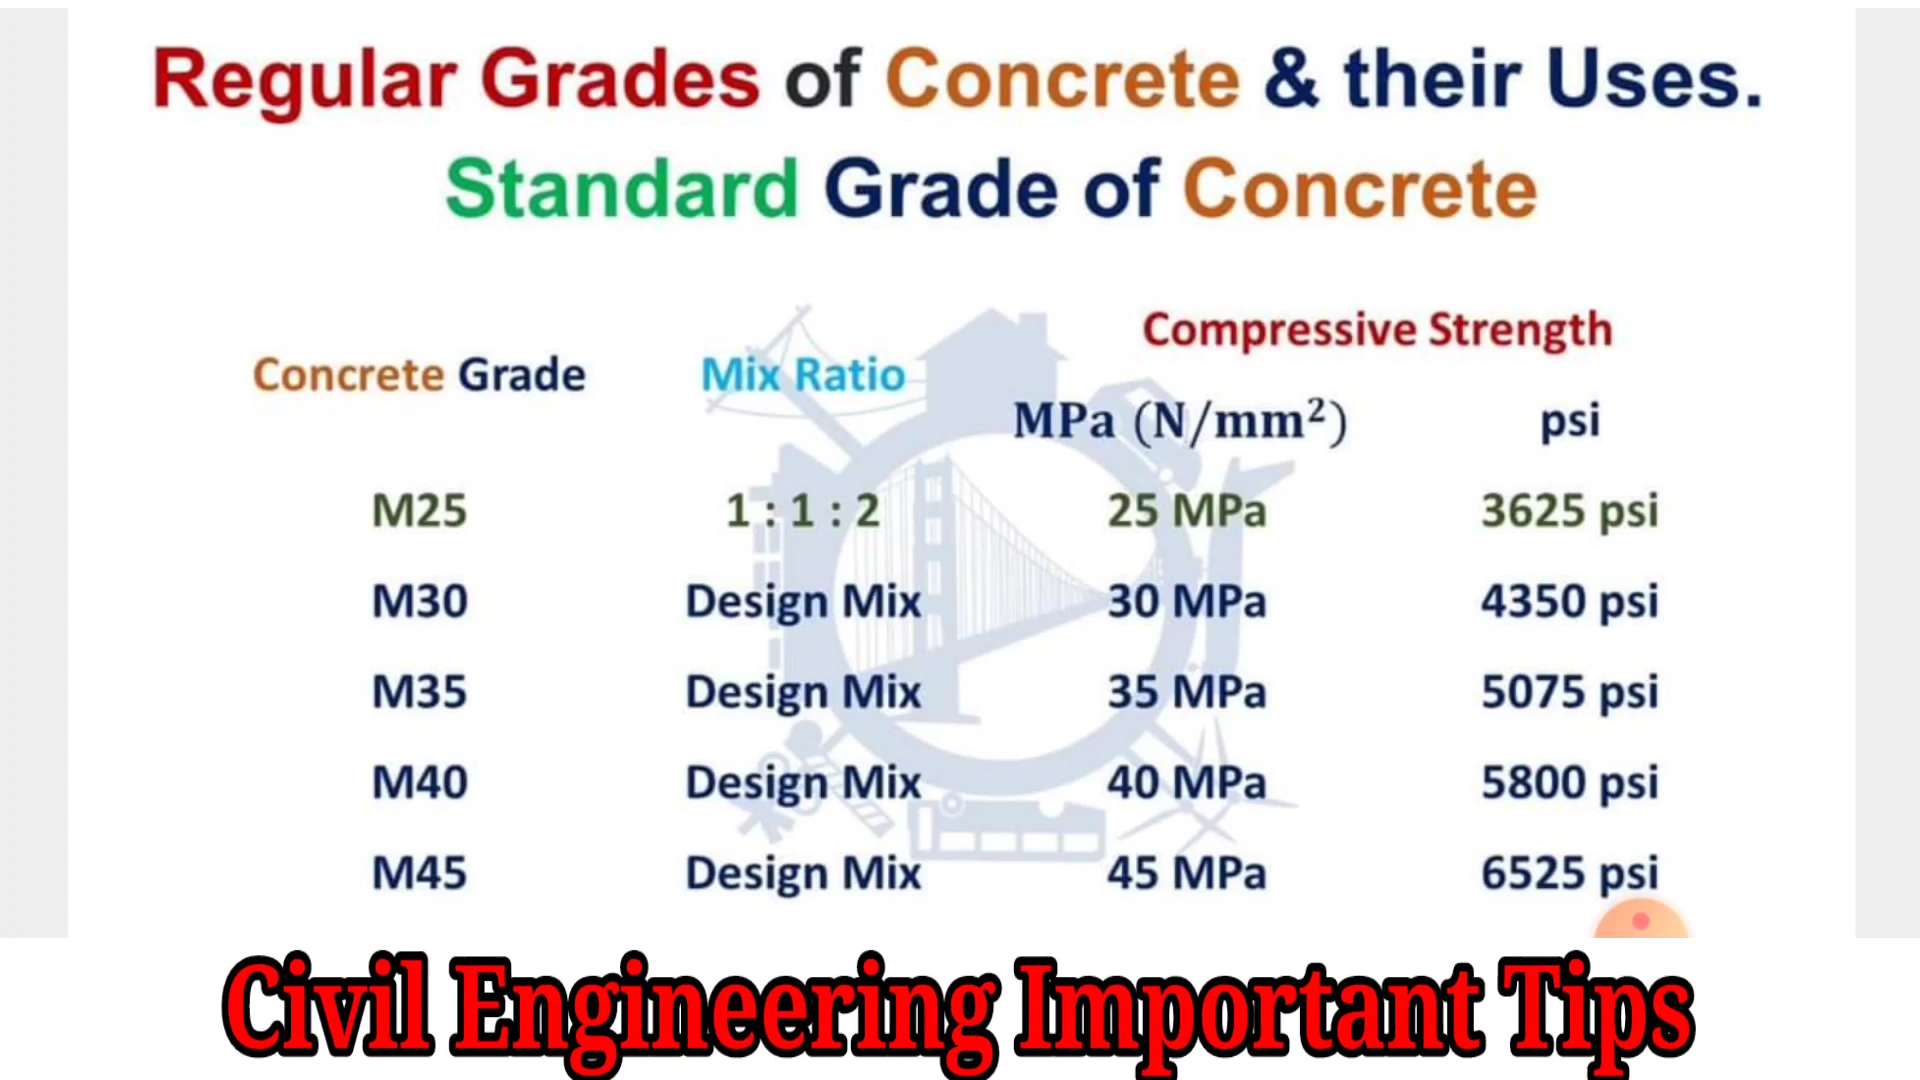 Regular Grades of Concrete & their Uses.
Standard Grade of Concrete
Compressive Strength
Concrete Grade Mix Ratio
MPa (N/mm²) psi
M25 1 : 1 : 2 25 MPa 3625 psi
M30 Design Mix 30 MPa 4350 psi
M35 Design Mix 35 MPa 5075 psi
M40 Design Mix 40 MPa 5800 psi
M45 Design Mix 45 MPa 6525 psi
Civil Engineering Important Tips